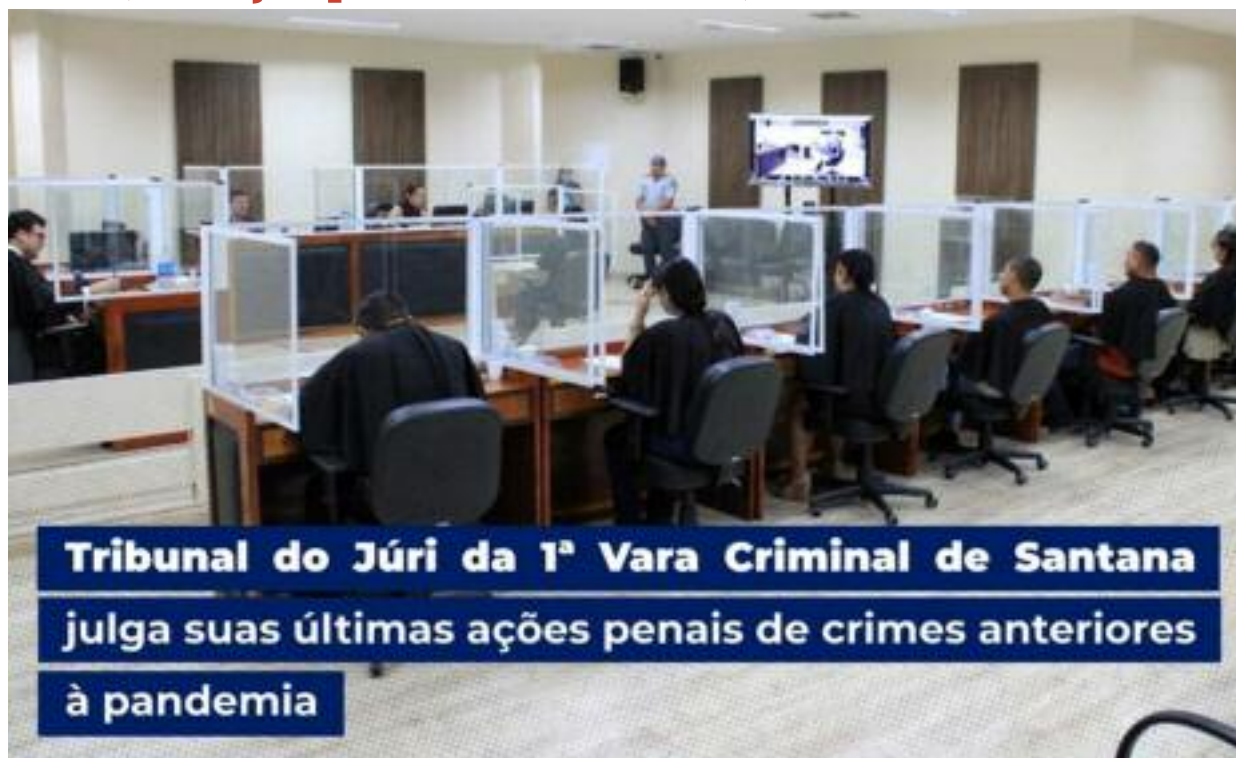 Tribunal do Júri da 1ª Vara Criminal de Santana
julga suas últimas ações penais de crimes anteriores
à pandemia